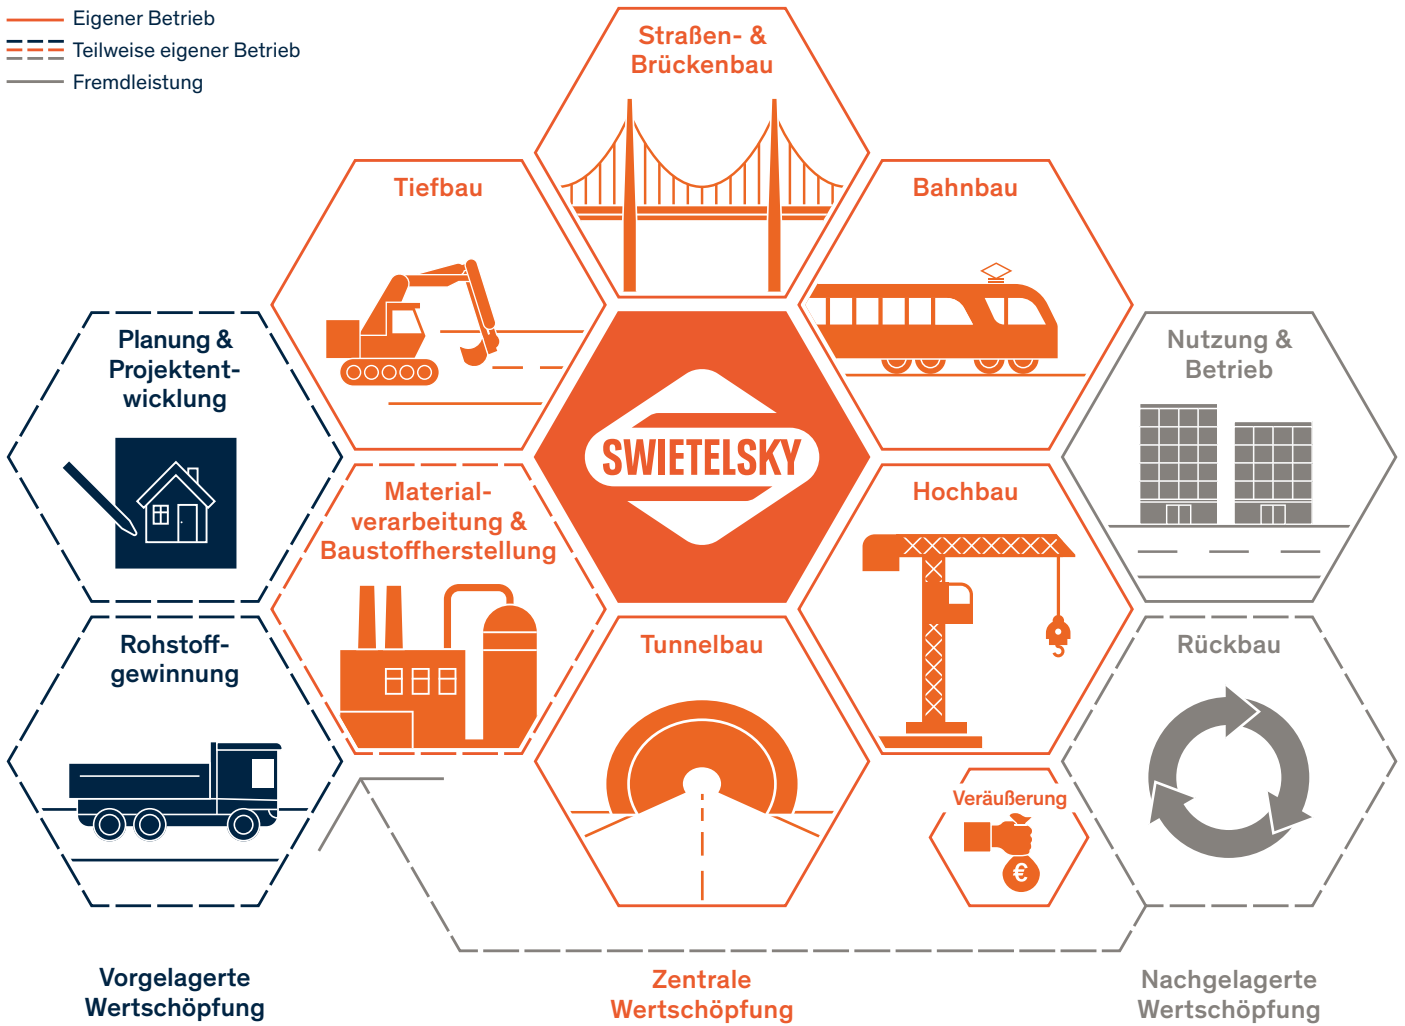 Eigener Betrieb
Teilweise eigener Betrieb
Fremdleistung
Straßen- &
Brückenbau
Tiefbau
Bahnbau
Planung &
Projektent-
wicklung
Nutzung &
Betrieb
SWIETELSKY
Material-
verarbeitung &
Baustoffherstellung
Hochbau
Rohstoff-
gewinnung
Tunnelbau
Rückbau
Veräußerung
€
Vorgelagerte
Wertschöpfung
Zentrale
Wertschöpfung
Nachgelagerte
Wertschöpfung